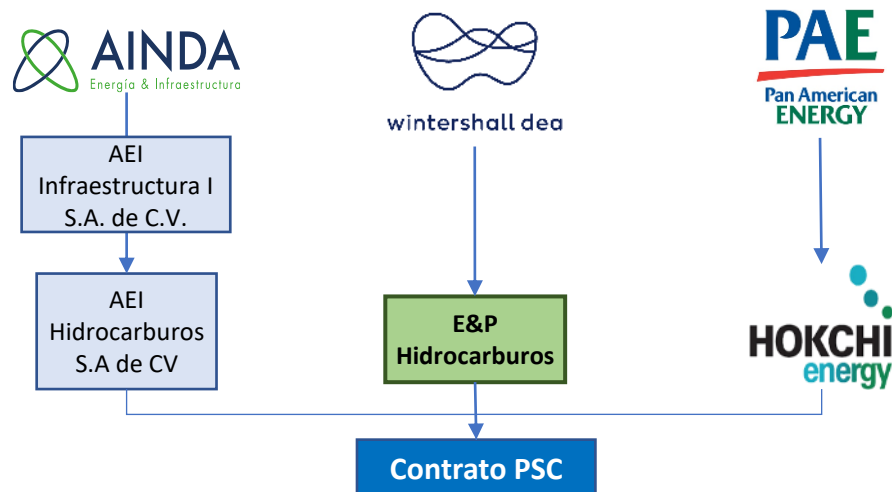 AINDA
Energía & Infraestructura
wintershall dea
PAE
Pan American
ENERGY
AEI
Infraestructura I
S.A. de C.V.
AEI
Hidrocarburos
S.A de CV
E&P
Hidrocarburos
HOKCHI
energy
Contrato PSC